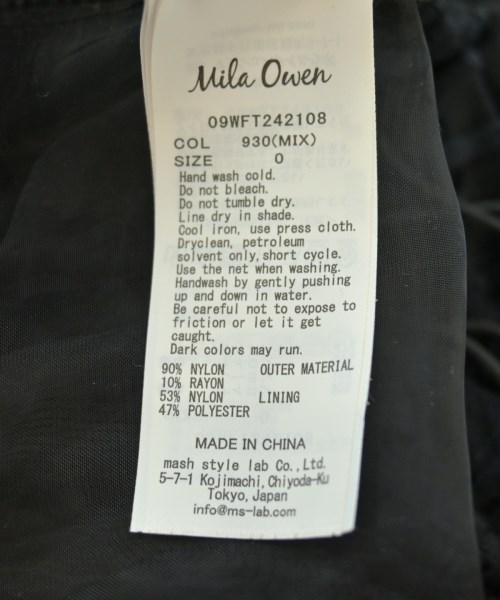 Mila Owen
09WFT242108
COL 930(MIX)
SIZE 0
Hand wash cold.
Do not bleach.
Do not tumble dry.
Line dry in shade.
Cool iron, use press cloth.
Dryclean, petroleum
solvent only,short cycle.
Use the net when washing.
Handwash by gently pushing
up and down in water.
Be careful not to expose to
friction or let it get
caught.
Dark colors may run.
90% NYLON OUTER MATERIAL
10% RAYON
53% NYLON LINING
47% POLYESTER
MADE IN CHINA
mash style lab Co.,Ltd.
5-7-1 Kojimachi,Chiyoda-Ku
Tokyo,Japan
info@ms-lab.com